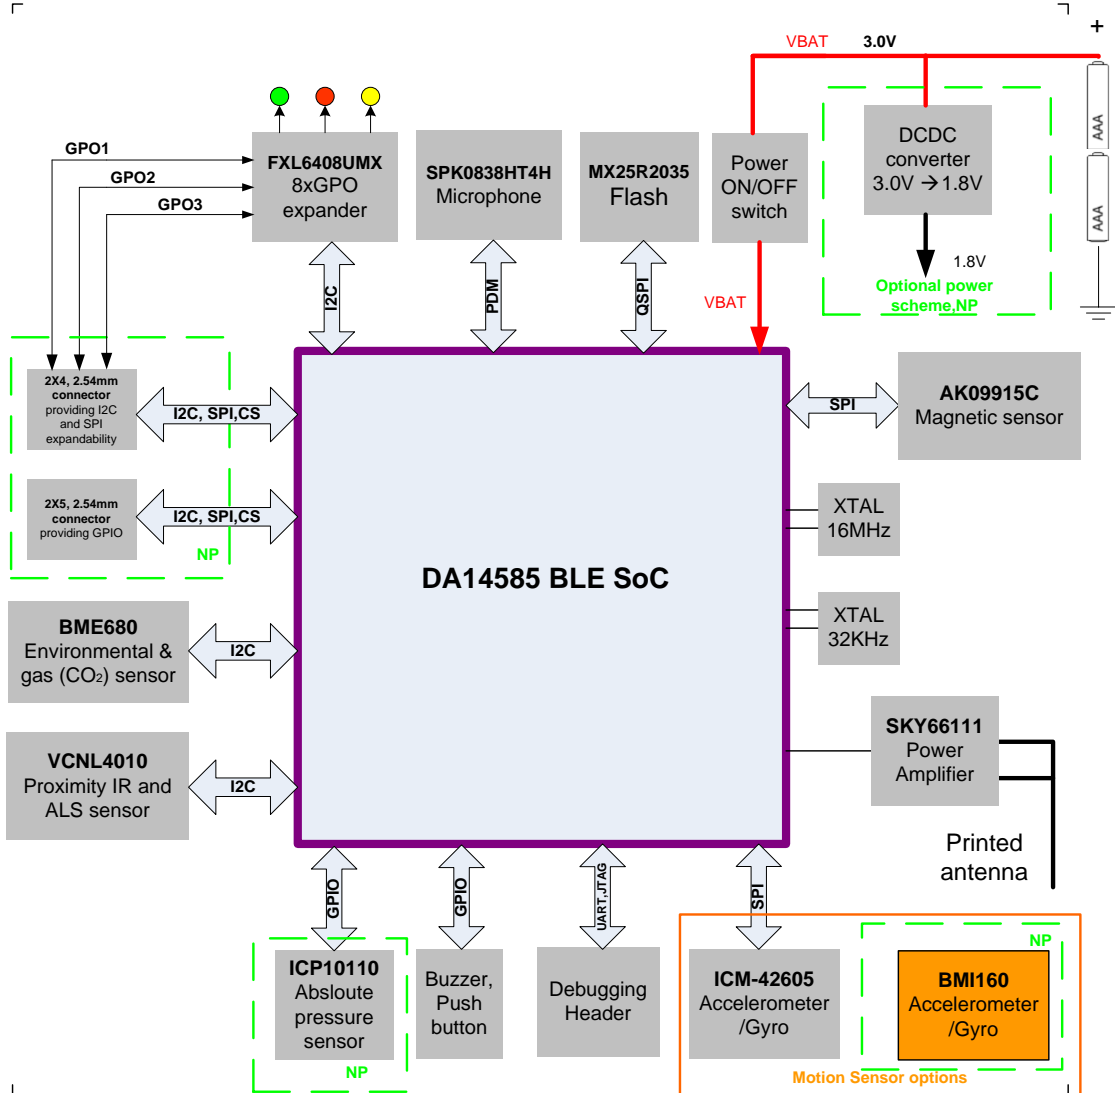 +
VBAT 3.0V
AAA
AAA
GPO1
GPO2
GPO3
FXL6408UMX
8xGPO
expander
SPK0838HT4H
Microphone
MX25R2035
Flash
Power
ON/OFF
switch
DCDC
converter
3.0V →1.8V
1.8V
Optional power
scheme,NP
I2C
PDM
QSPI
VBAT
2X4, 2.54mm
connector
providing I2C
and SPI
expandability
I2C, SPI,CS
2X5, 2.54mm
connector
providing GPIO
I2C, SPI,CS
NP
SPI
AK09915C
Magnetic sensor
XTAL
16MHz
DA14585 BLE SoC
XTAL
32KHz
BME680
Environmental &
gas (CO2) sensor
I2C
VCNL4010
Proximity IR and
ALS sensor
I2C
SKY66111
Power
Amplifier
Printed
antenna
GPIO
GPIO
UART,JTAG
SPI
ICP10110
Absloute
pressure
sensor
NP
Buzzer,
Push
button
Debugging
Header
ICM-42605
Accelerometer
/Gyro
NP
BMI160
Accelerometer
/Gyro
Motion Sensor options